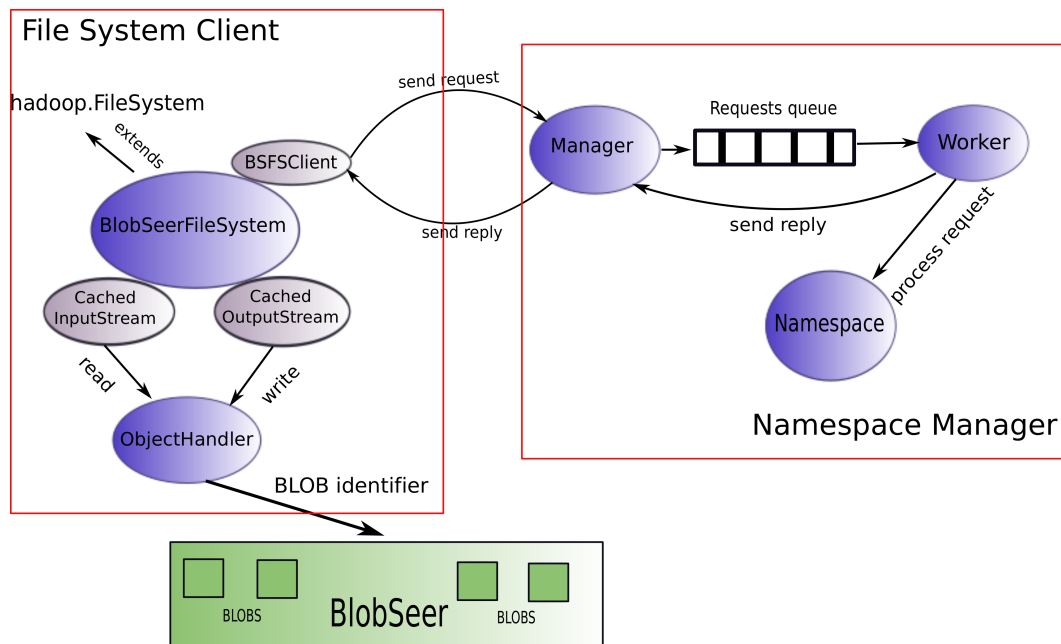 File System Client
hadoop.FileSystem
extends
BSFSClient
BlobSeerFileSystem
Cached
InputStream
Cached
OutputStream
read
write
ObjectHandler
BLOB identifier
send request
send reply
Manager
Requests queue
Worker
send reply
process request
Namespace
Namespace Manager
BLOBS
BlobSeer
BLOBS